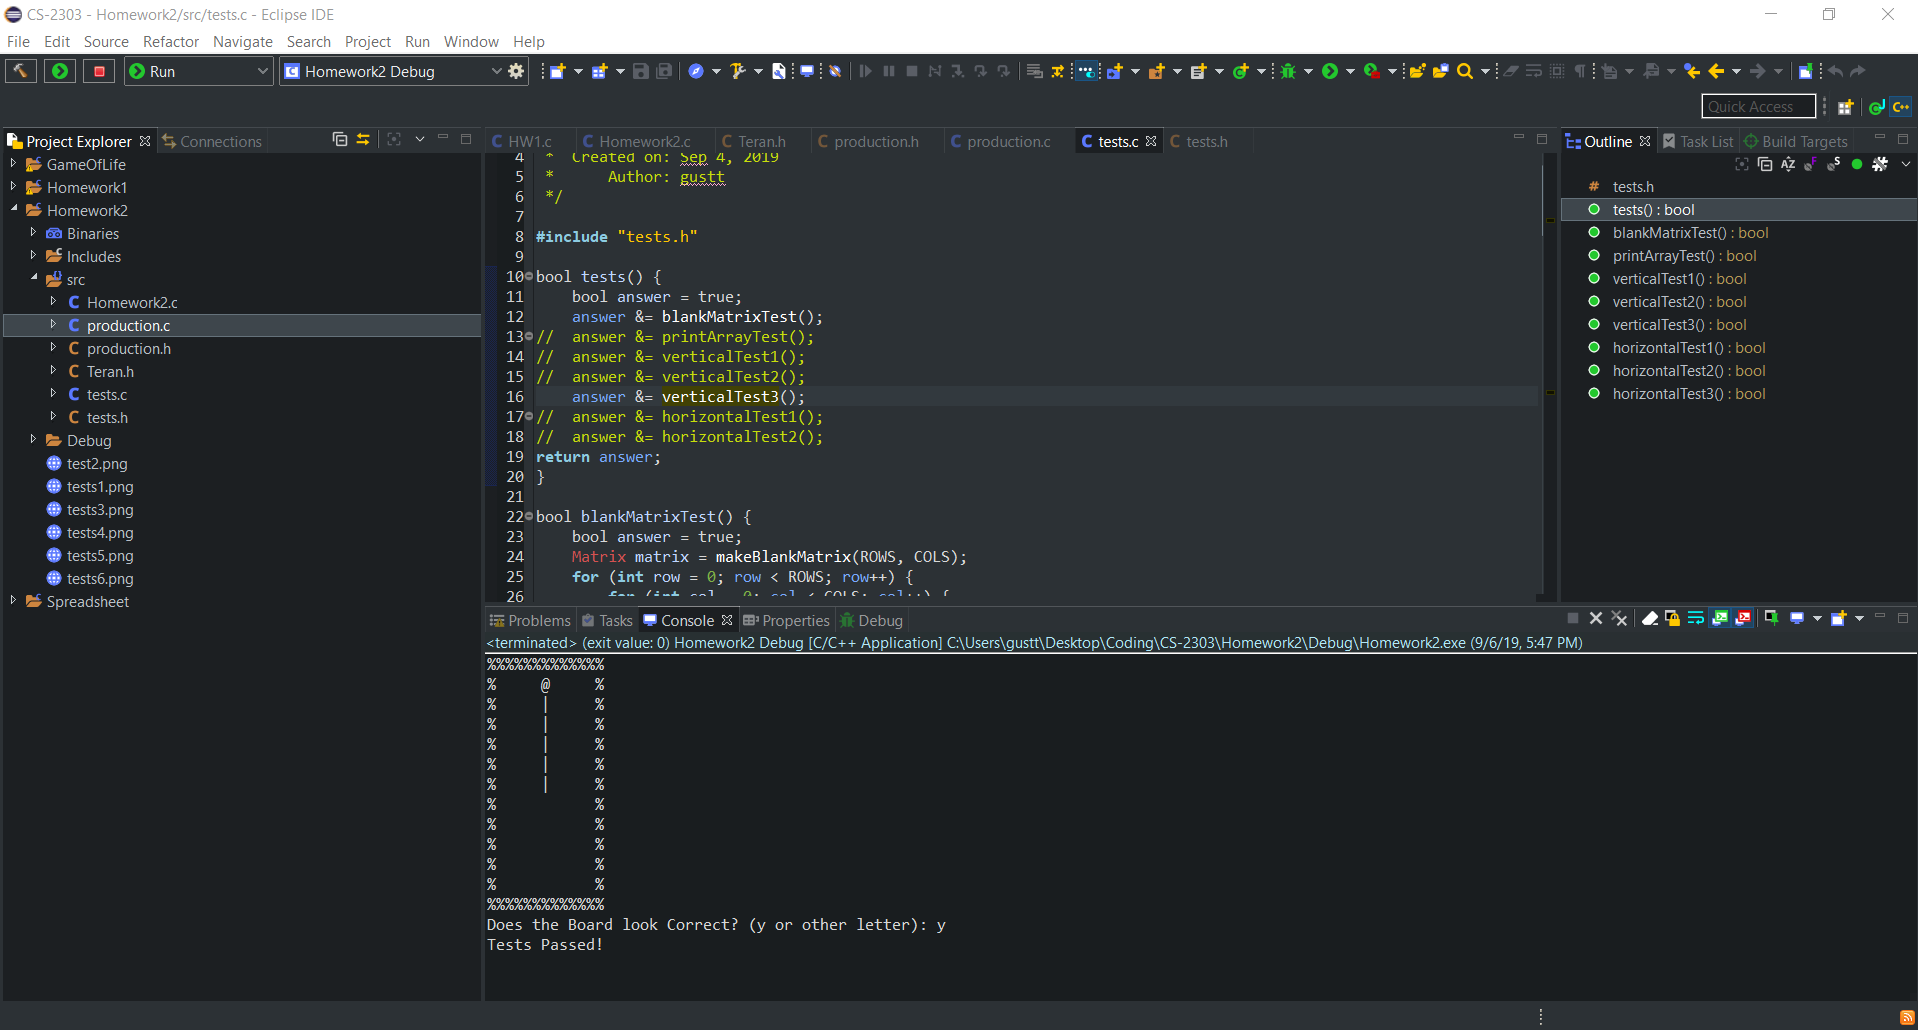 CS-2303 - Homework2/src/tests.c - Eclipse IDE
File Edit Source Refactor Navigate Search Project Run Window Help
Run Homework2 Debug
Quick Access
Project Explorer Connections
GameOfLife
Homework1
Homework2
Binaries
Includes
src
Homework2.c
production.c
production.h
Teran.h
tests.c
tests.h
Debug
test2.png
tests1.png
tests3.png
tests4.png
tests5.png
tests6.png
Spreadsheet
HW1.c Homework2.c Teran.h production.h production.c tests.c tests.h
4 * Created on: Sep 4, 2019
5 *      Author: gustt
6 */
7
8 #include "tests.h"
9
10 bool tests() {
11     bool answer = true;
12     answer &= blankMatrixTest();
13 //  answer &= printArrayTest();
14 //  answer &= verticalTest1();
15 //  answer &= verticalTest2();
16     answer &= verticalTest3();
17 //  answer &= horizontalTest1();
18 //  answer &= horizontalTest2();
19 return answer;
20 }
21
22 bool blankMatrixTest() {
23     bool answer = true;
24     Matrix matrix = makeBlankMatrix(ROWS, COLS);
25     for (int row = 0; row < ROWS; row++) {
26         for (int col = 0; col < COLS; col++) {
Outline Task List Build Targets
# tests.h
tests() : bool
blankMatrixTest() : bool
printArrayTest() : bool
verticalTest1() : bool
verticalTest2() : bool
verticalTest3() : bool
horizontalTest1() : bool
horizontalTest2() : bool
horizontalTest3() : bool
Problems Tasks Console Properties Debug
<terminated> (exit value: 0) Homework2 Debug [C/C++ Application] C:\Users\gustt\Desktop\Coding\CS-2303\Homework2\Debug\Homework2.exe (9/6/19, 5:47 PM)
%%%%%%%%%%%%%
%     @     %
%     |     %
%     |     %
%     |     %
%     |     %
%     |     %
%           %
%           %
%           %
%           %
%           %
%%%%%%%%%%%%%
Does the Board look Correct? (y or other letter): y
Tests Passed!